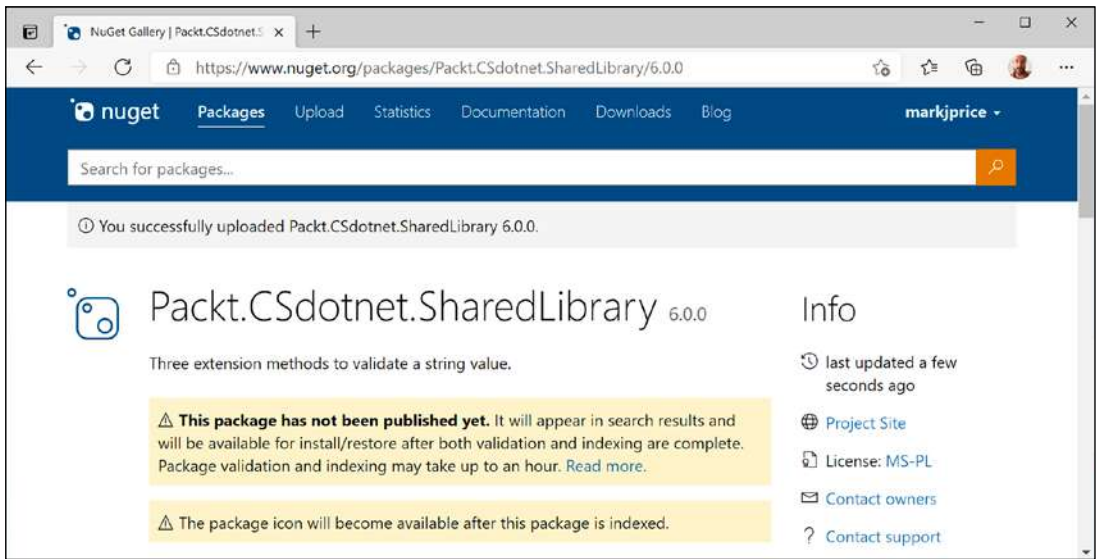 NuGet Gallery | Packt.CSdotnet.S
https://www.nuget.org/packages/Packt.CSdotnet.SharedLibrary/6.0.0
nuget Packages Upload Statistics Documentation Downloads Blog markjprice
Search for packages...
You successfully uploaded Packt.CSdotnet.SharedLibrary 6.0.0.
Packt.CSdotnet.SharedLibrary 6.0.0
Three extension methods to validate a string value.
This package has not been published yet. It will appear in search results and
will be available for install/restore after both validation and indexing are complete.
Package validation and indexing may take up to an hour. Read more.
The package icon will become available after this package is indexed.
Info
last updated a few
seconds ago
Project Site
License: MS-PL
Contact owners
Contact support